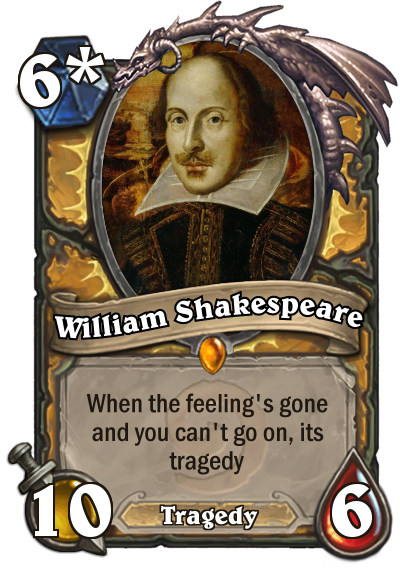 6*
William Shakespeare
When the feeling's gone
and you can't go on, its
tragedy
10
Tragedy
6